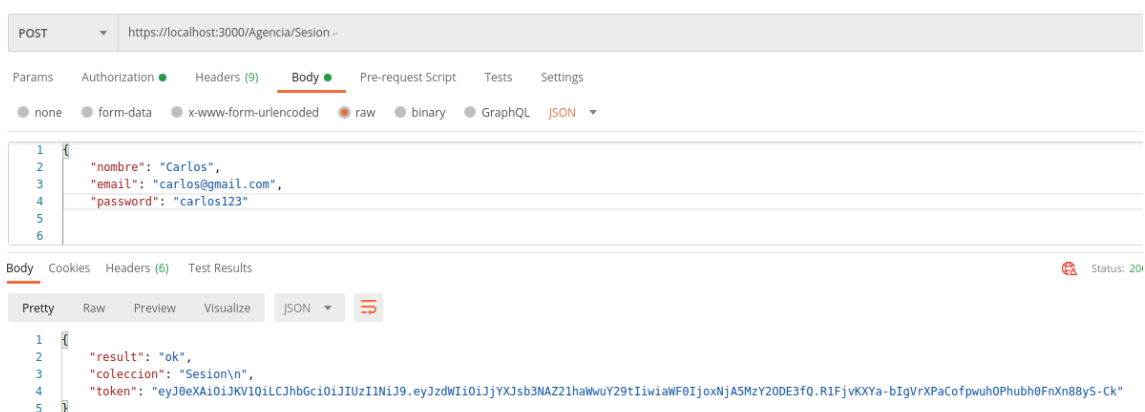 POST https://localhost:3000/Agencia/Sesion
Params Authorization Headers (9) Body Pre-request Script Tests Settings
none form-data x-www-form-urlencoded raw binary GraphQL JSON
1 {
2 "nombre": "Carlos",
3 "email": "carlos@gmail.com",
4 "password": "carlos123"
5
6
Body Cookies Headers (6) Test Results Status: 200
Pretty Raw Preview Visualize JSON
1 {
2 "result": "ok",
3 "coleccion": "Sesion\n",
4 "token": "eyJ0eXAiOiJKV1QiLCJhbGciOiJIUzI1NiJ9.eyJzdWIiOiJjYXJsb3NAZ21haWwuY29tIiwiaWF0IjoxNjA5MzY2ODE3fQ.R1FjvKXYa-bIgVrXPaCofpwuhOPhubh0FnXn88yS-Ck"
5 }